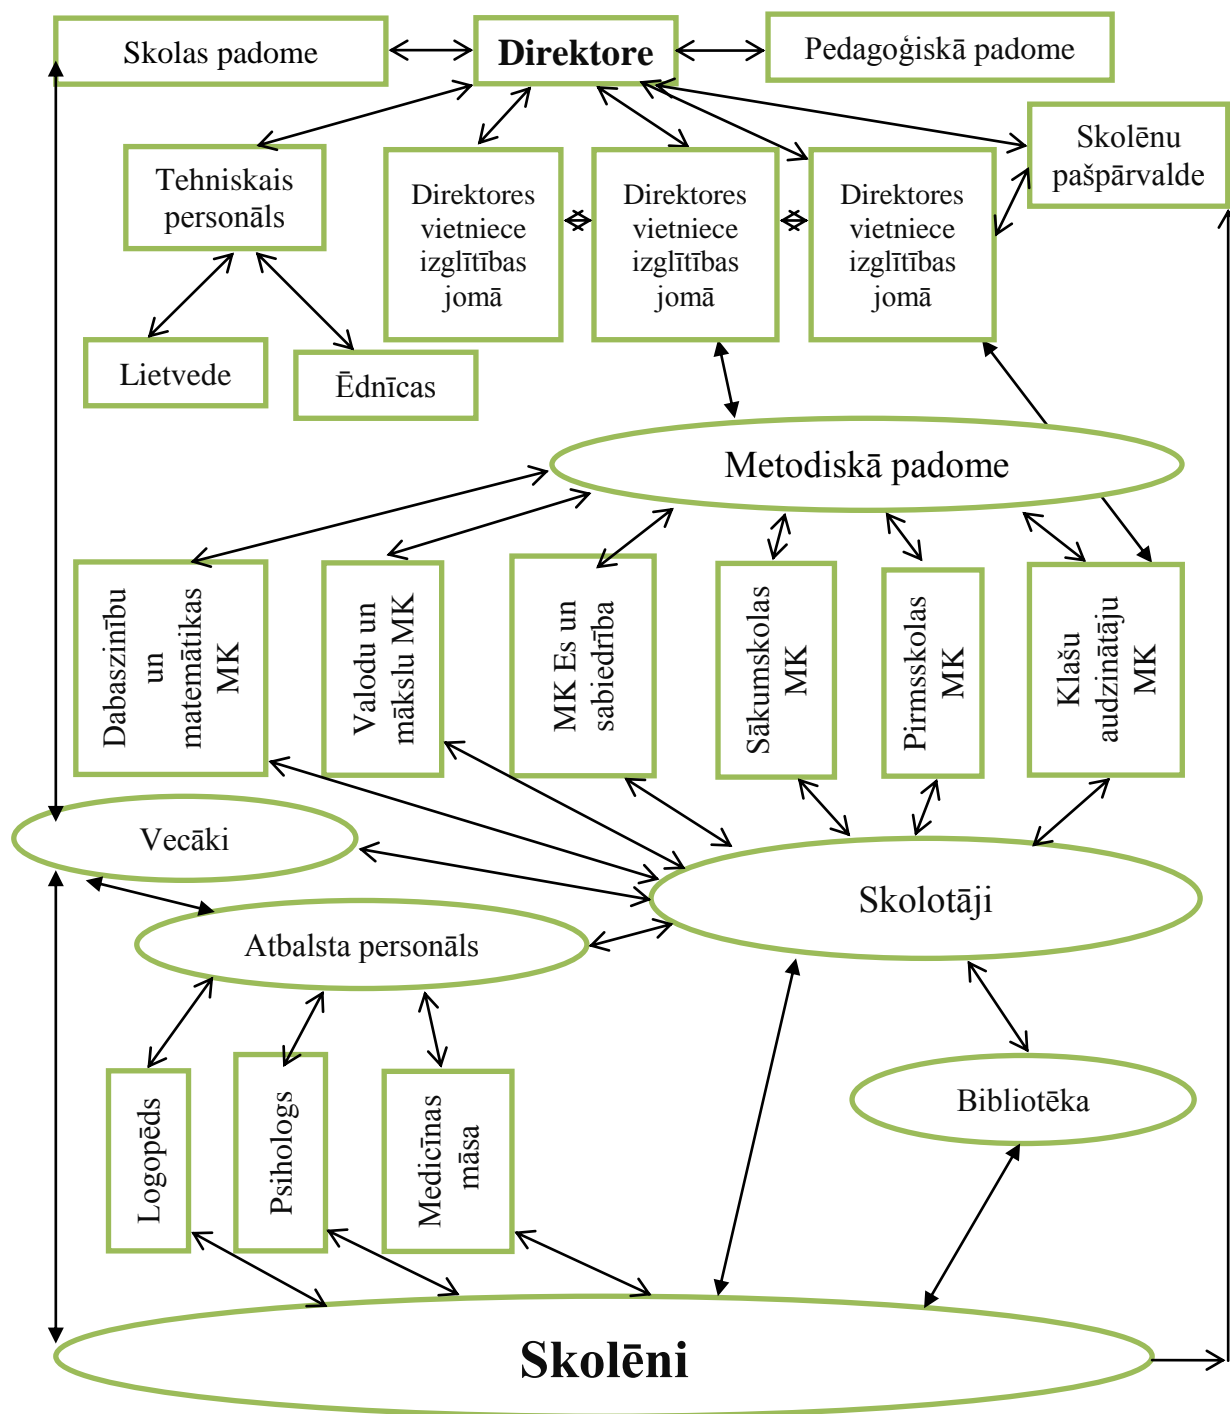 Skolas padome
Direktore
Pedagoģiskā padome
Skolēnu
pašpārvalde
Tehniskais
personāls
Direktores
vietniece
izglītības
jomā
Direktores
vietniece
izglītības
jomā
Direktores
vietniece
izglītības
jomā
Lietvede
Ēdnīcas
Metodiskā padome
Dabaszinību
un
matemātikas
MK
Valodu un
mākslu MK
MK Es un
sabiedrība
Sākumskolas
MK
Pirmsskolas
MK
Klašu
audzinātāju
MK
Vecāki
Skolotāji
Atbalsta personāls
Logopēds
Psihologs
Medicīnas
māsa
Bibliotēka
Skolēni